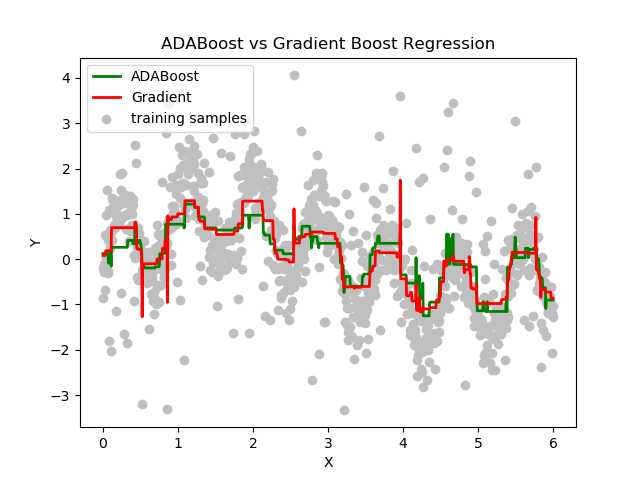 ADABoost vs Gradient Boost Regression
ADABoost
Gradient
training samples
Y
4
3
2
1
0
−1
−2
−3
0 1 2 3 4 5 6
X